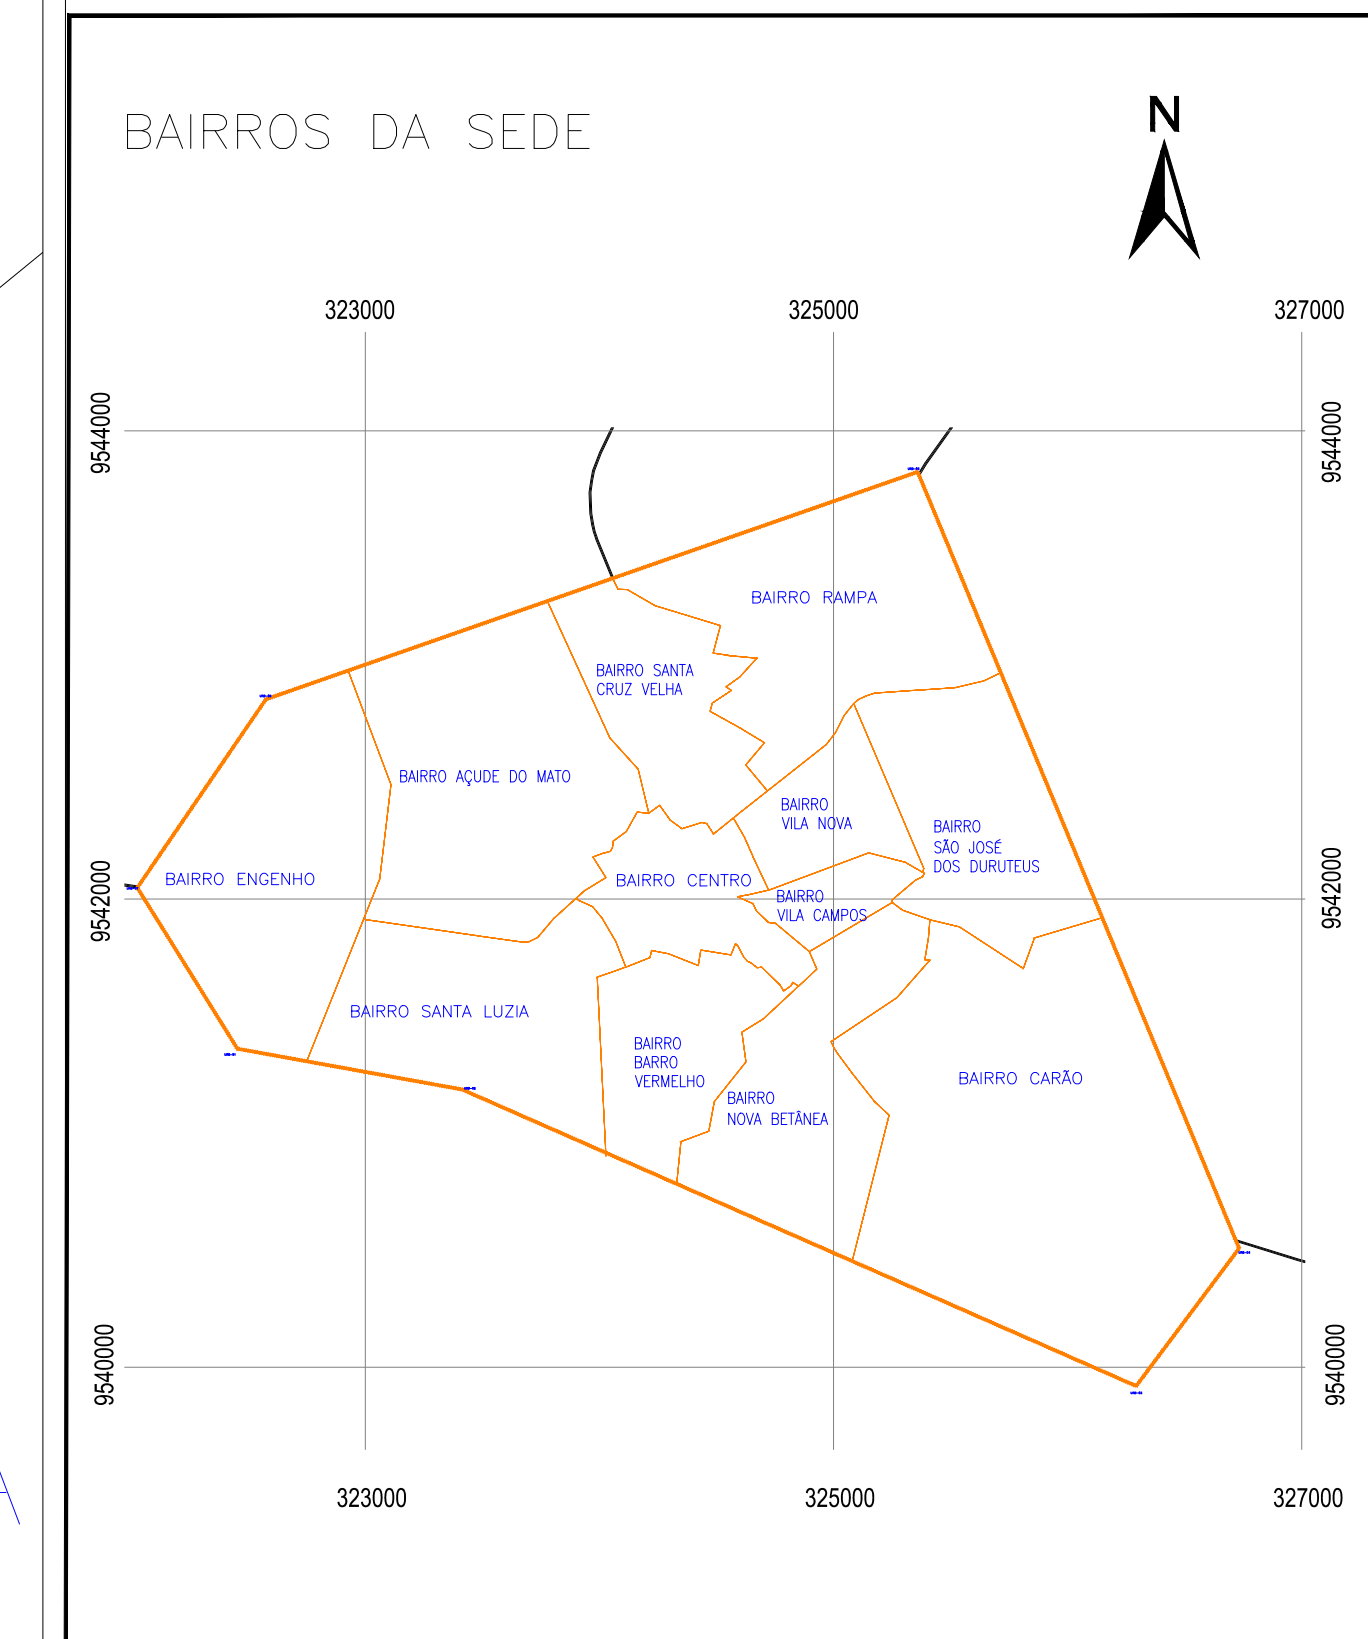 BAIRROS DA SEDE
N
323000
325000
327000
9544000
9544000
BAIRRO RAMPA
BAIRRO SANTA
CRUZ VELHA
BAIRRO AÇUDE DO MATO
BAIRRO
VILA NOVA
BAIRRO
SÃO JOSÉ
DOS DURUTEUS
BAIRRO ENGENHO
BAIRRO CENTRO
BAIRRO
VILA CAMPOS
9542000
9542000
BAIRRO SANTA LUZIA
BAIRRO
BARRO
VERMELHO
BAIRRO
NOVA BETÂNEA
BAIRRO CARÃO
9540000
9540000
323000
325000
327000